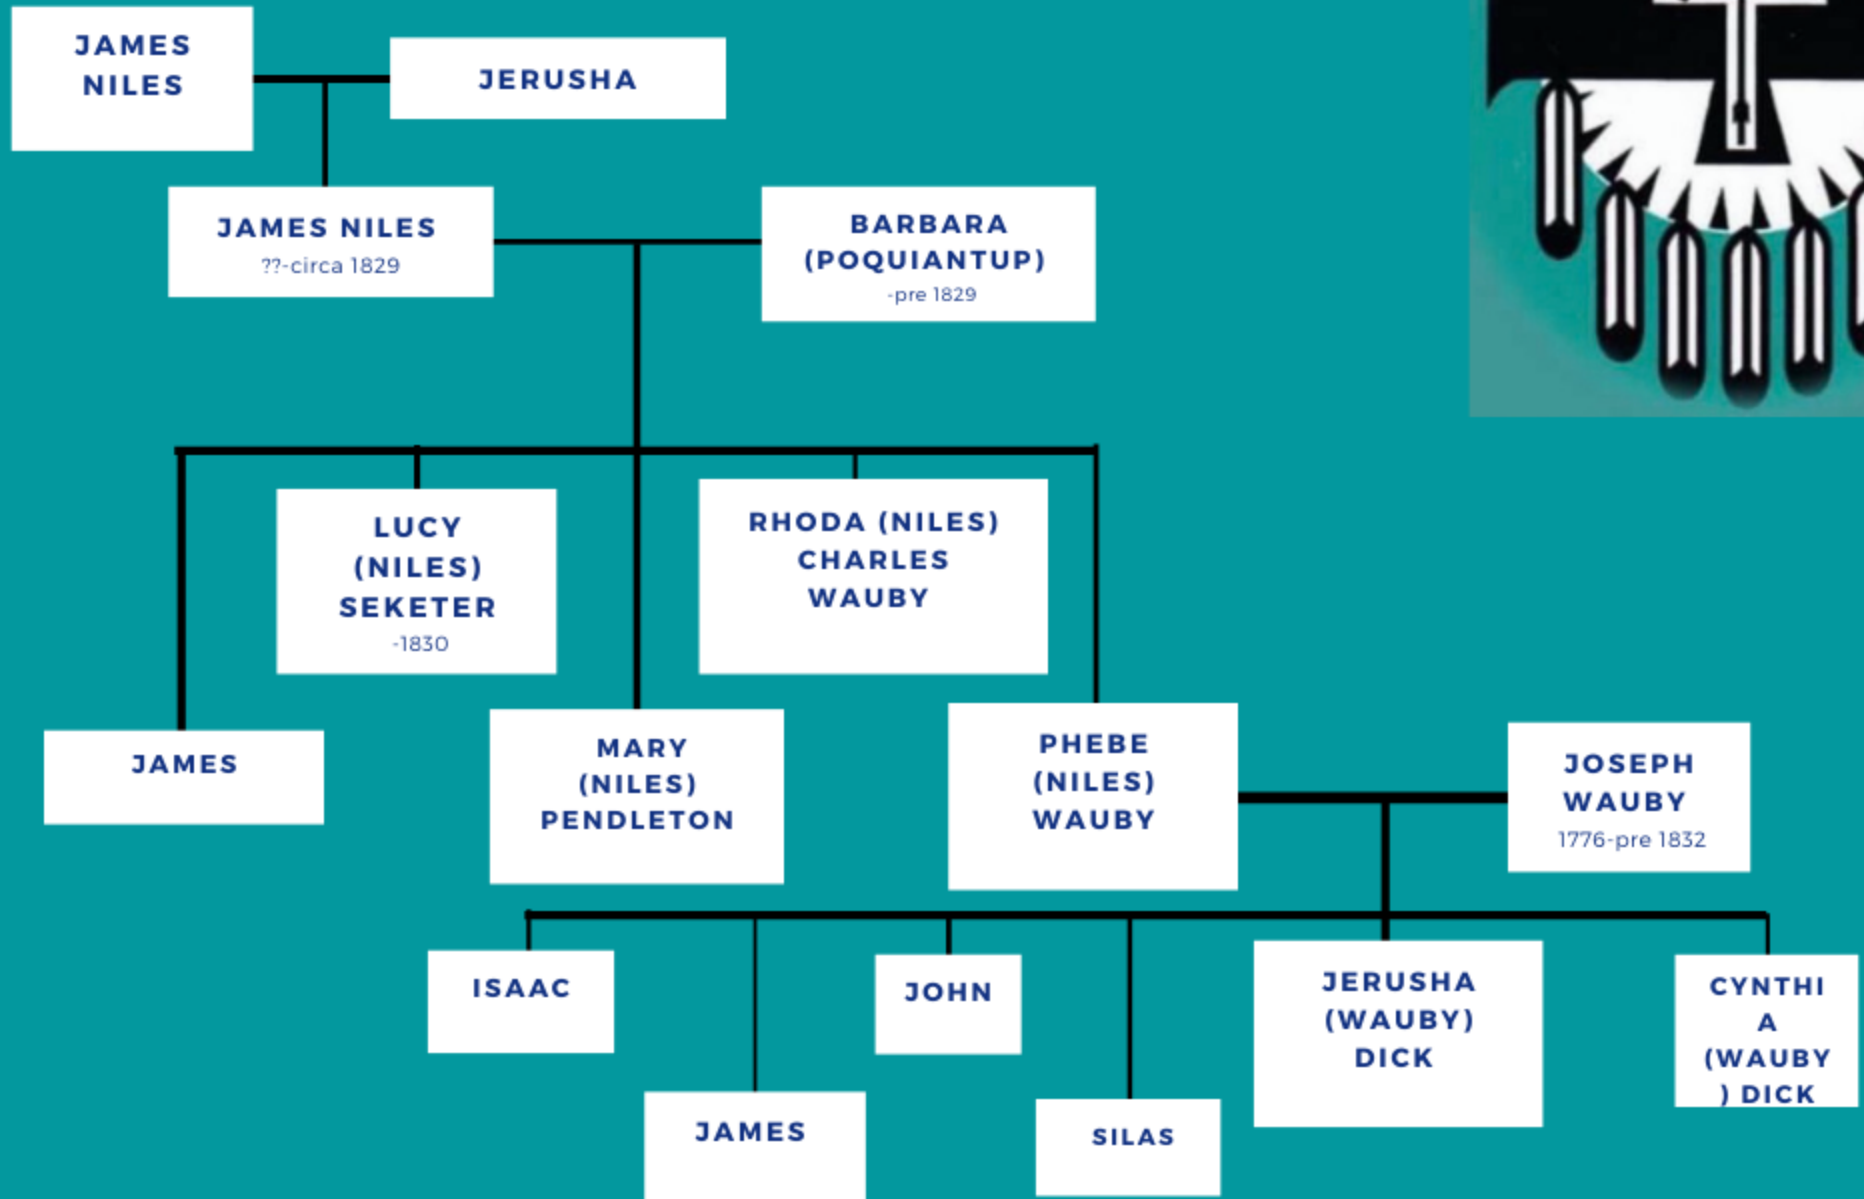 JAMES
NILES
JERUSHA
JAMES NILES
??-circa 1829
BARBARA
(POQUIANTUP)
-pre 1829
LUCY
(NILES)
SEKETER
-1830
RHODA (NILES)
CHARLES
WAUBY
JAMES
MARY
(NILES)
PENDLETON
PHEBE
(NILES)
WAUBY
JOSEPH
WAUBY
1776-pre 1832
ISAAC
JAMES
JOHN
SILAS
JERUSHA
(WAUBY)
DICK
CYNTHI
A
(WAUBY
) DICK